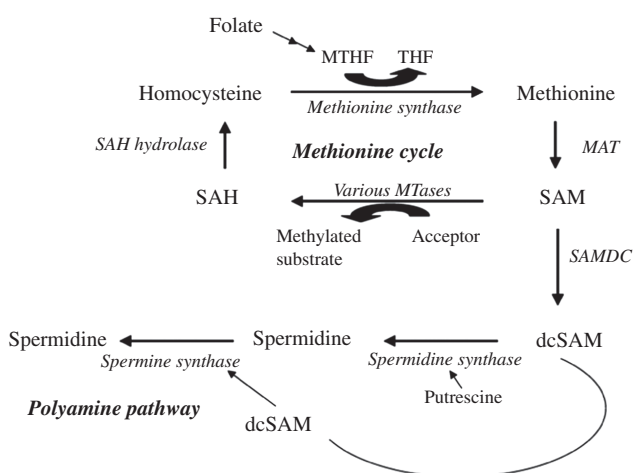 Folate
MTHF THF
Homocysteine Methionine
Methionine synthase
SAH hydrolase Methionine cycle MAT
SAH Various MTases SAM
Methylated Acceptor
substrate
SAMDC
Spermidine Spermidine dcSAM
Spermine synthase Spermidine synthase
Putrescine
Polyamine pathway
dcSAM